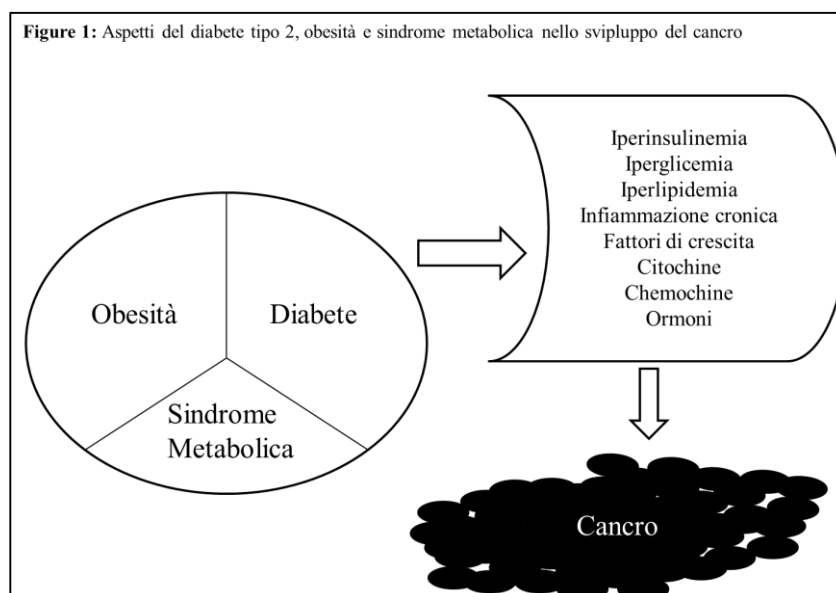 Figure 1: Aspetti del diabete tipo 2, obesità e sindrome metabolica nello svipluppo del cancro
Obesità
Diabete
Sindrome
Metabolica
Iperinsulinemia
Iperglicemia
Iperlipidemia
Infiammazione cronica
Fattori di crescita
Citochine
Chemochine
Ormoni
Cancro